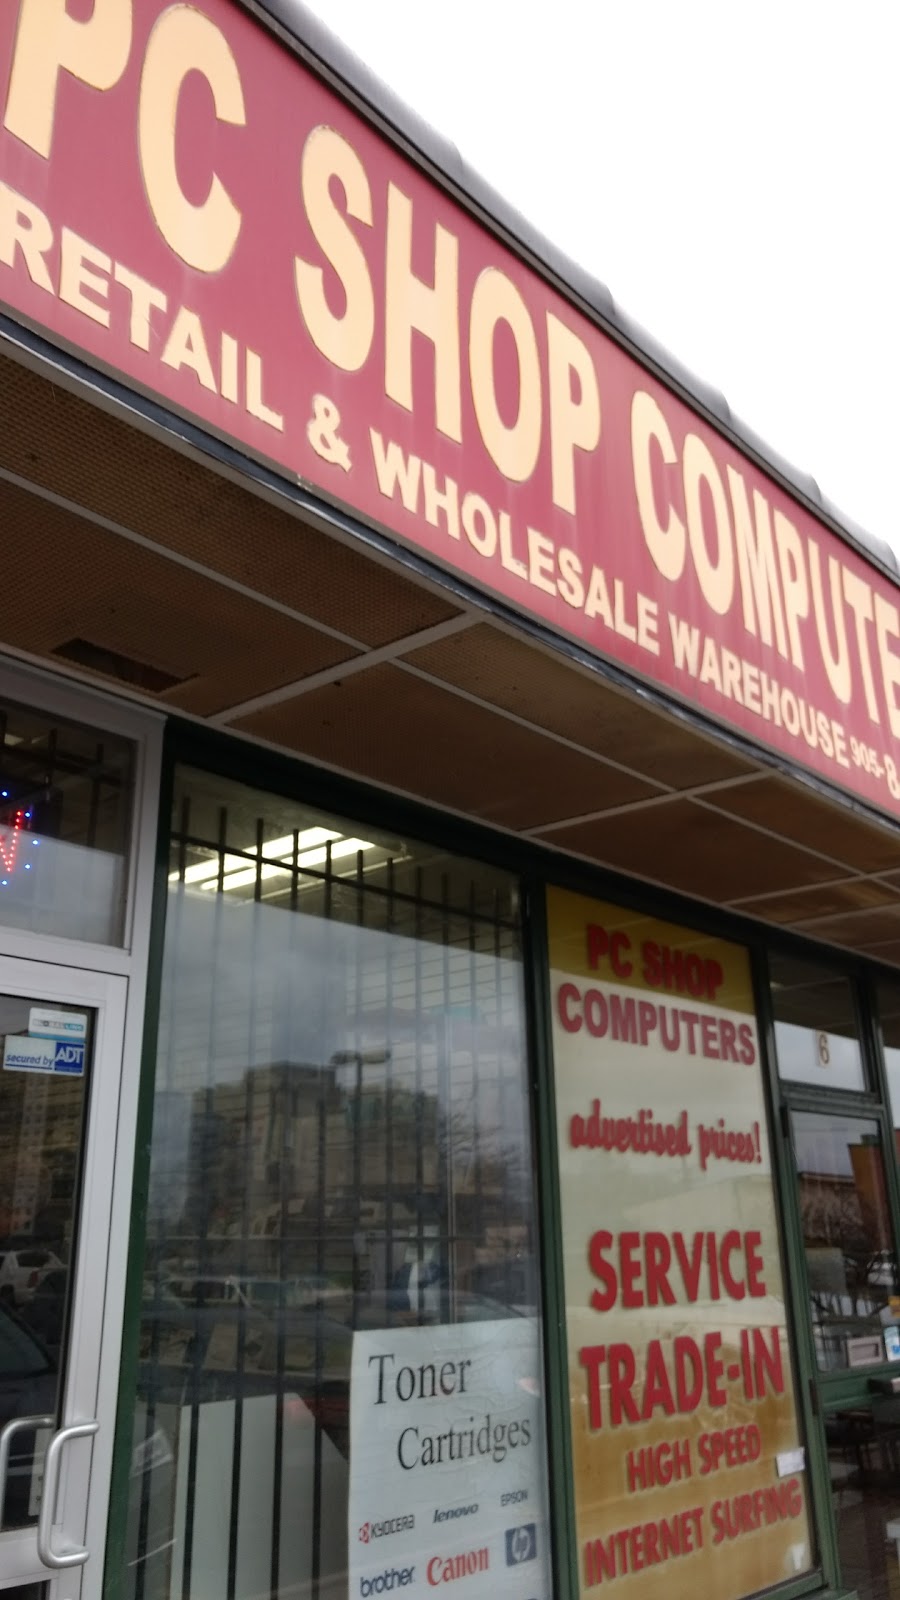 PC SHOP COMPUTE
RETAIL & WHOLESALE WAREHOUSE 905-8
secured by ADT
PC SHOP
COMPUTERS
advertised prices!
SERVICE
TRADE-IN
HIGH SPEED
INTERNET SURFING
6
Toner
Cartridges
KYOCERA lenovo EPSON
brother Canon hp